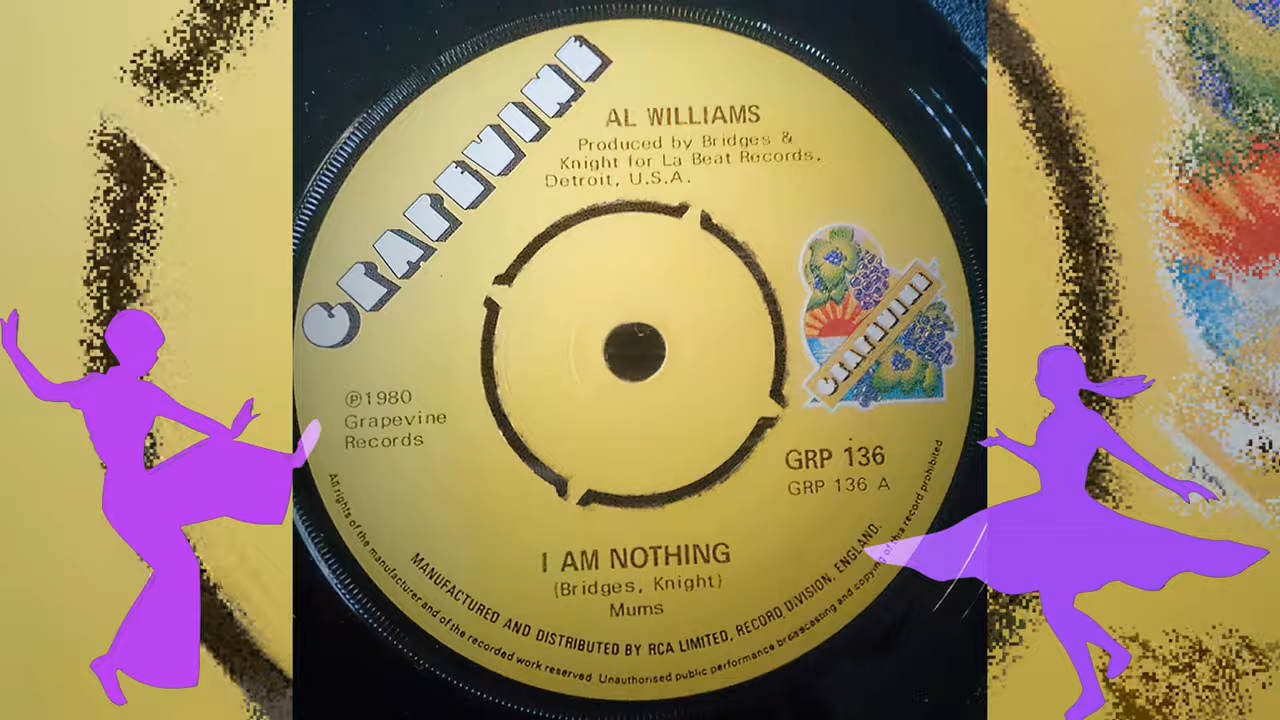 GRAPEVINE
AL WILLIAMS
Produced by Bridges &
Knight for La Beat Records,
Detroit, U.S.A.
GRAPEVINE
℗1980
Grapevine
Records
GRP 136
GRP 136 A
I AM NOTHING
(Bridges, Knight)
Mums
MANUFACTURED AND DISTRIBUTED BY RCA LIMITED, RECORD DIVISION, ENGLAND.
All rights of the manufacturer and of the recorded work reserved. Unauthorised public performance broadcasting and copying of this record prohibited